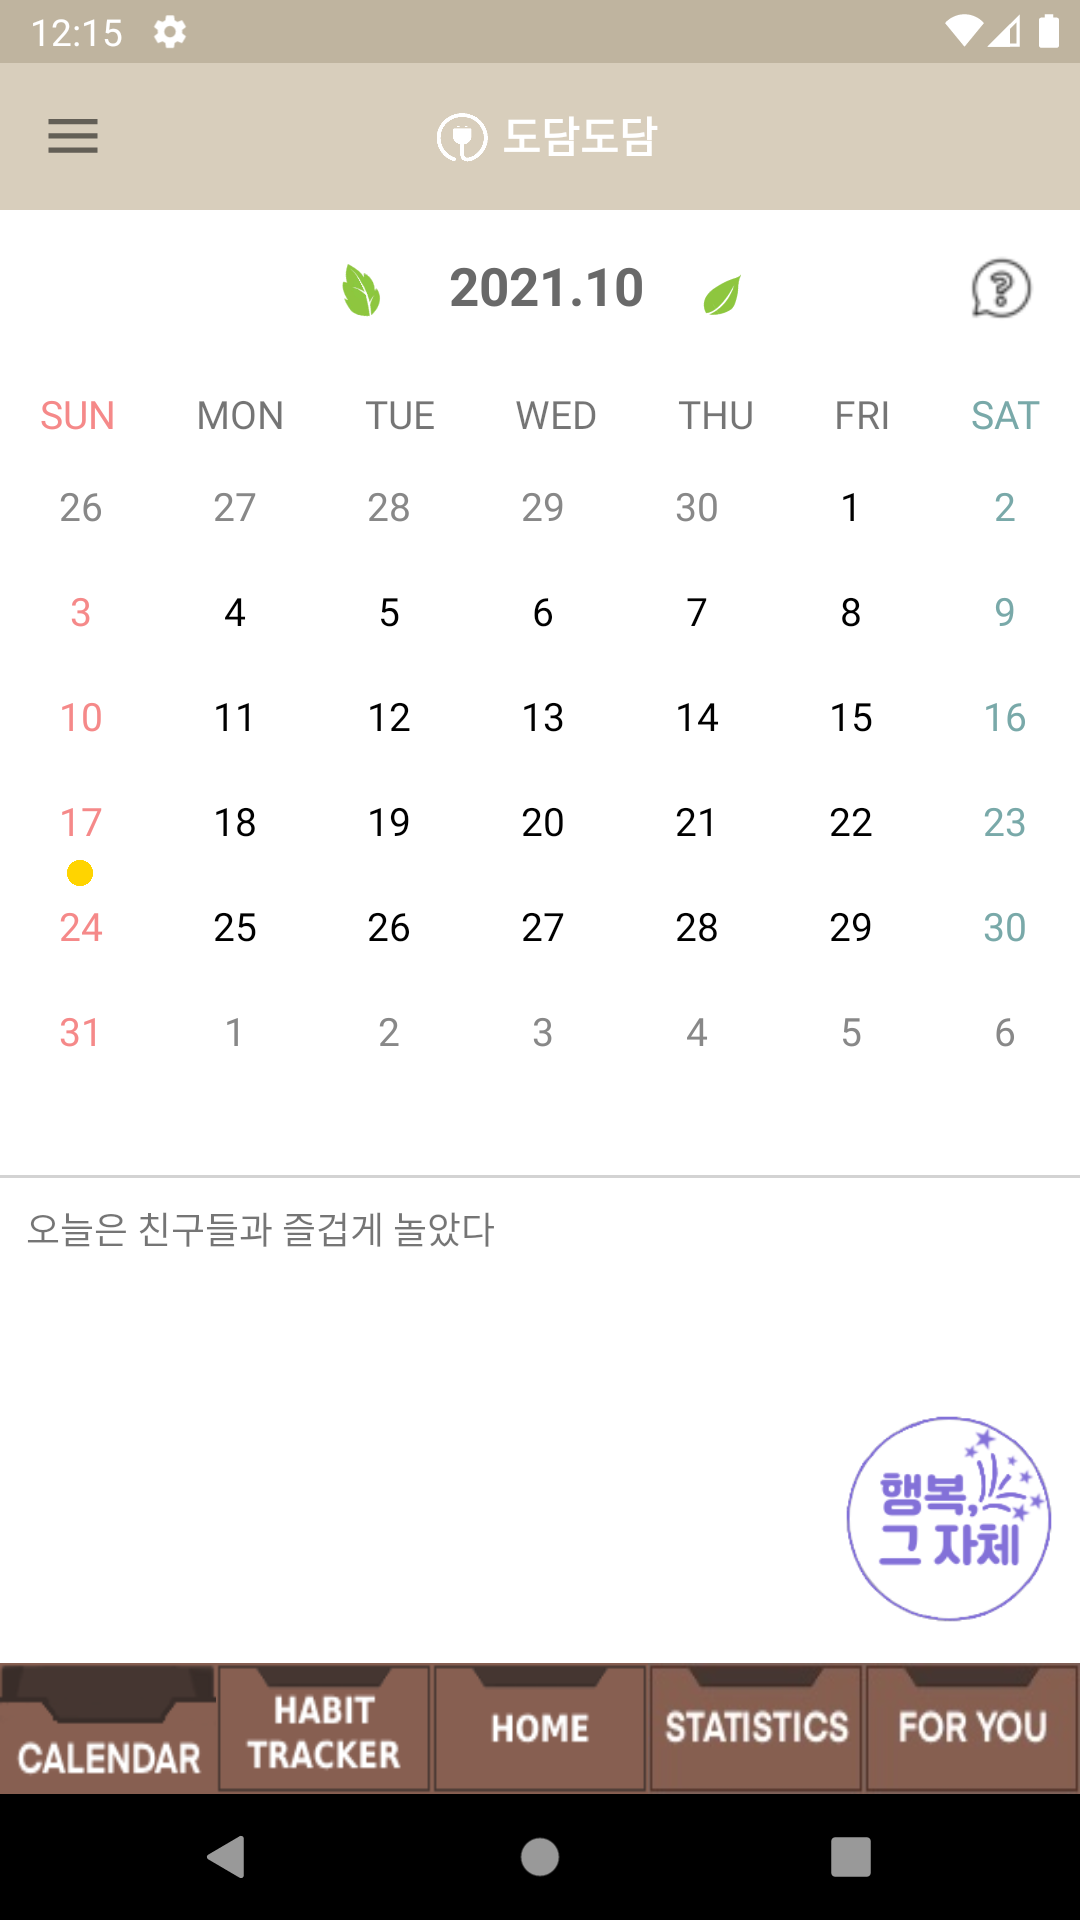 12:15
도담도담
2021.10
SUN MON TUE WED THU FRI SAT
26 27 28 29 30 1 2
3 4 5 6 7 8 9
10 11 12 13 14 15 16
17 18 19 20 21 22 23
24 25 26 27 28 29 30
31 1 2 3 4 5 6
오늘은 친구들과 즐겁게 놀았다
행복,
그 자체
CALENDAR HABIT TRACKER HOME STATISTICS FOR YOU